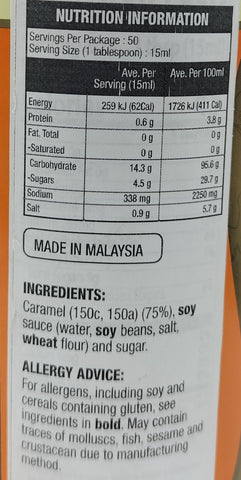 NUTRITION INFORMATION
Servings Per Package : 50
Serving Size (1 tablespoon) : 15ml
Ave. Per Serving (15ml) Ave. Per 100ml
Energy 259 kJ (62Cal) 1726 kJ (411 Cal)
Protein 0.6 g 3.8 g
Fat, Total 0 g 0 g
-Saturated 0 g 0 g
Carbohydrate 14.3 g 95.6 g
-Sugars 4.5 g 29.7 g
Sodium 338 mg 2250 mg
Salt 0.9 g 5.7 g
MADE IN MALAYSIA
INGREDIENTS:
Caramel (150c, 150a) (75%), soy
sauce (water, soy beans, salt,
wheat flour) and sugar.
ALLERGY ADVICE:
For allergens, including soy and
cereals containing gluten, see
ingredients in bold. May contain
traces of molluscs, fish, sesame and
crustacean due to manufacturing
method.